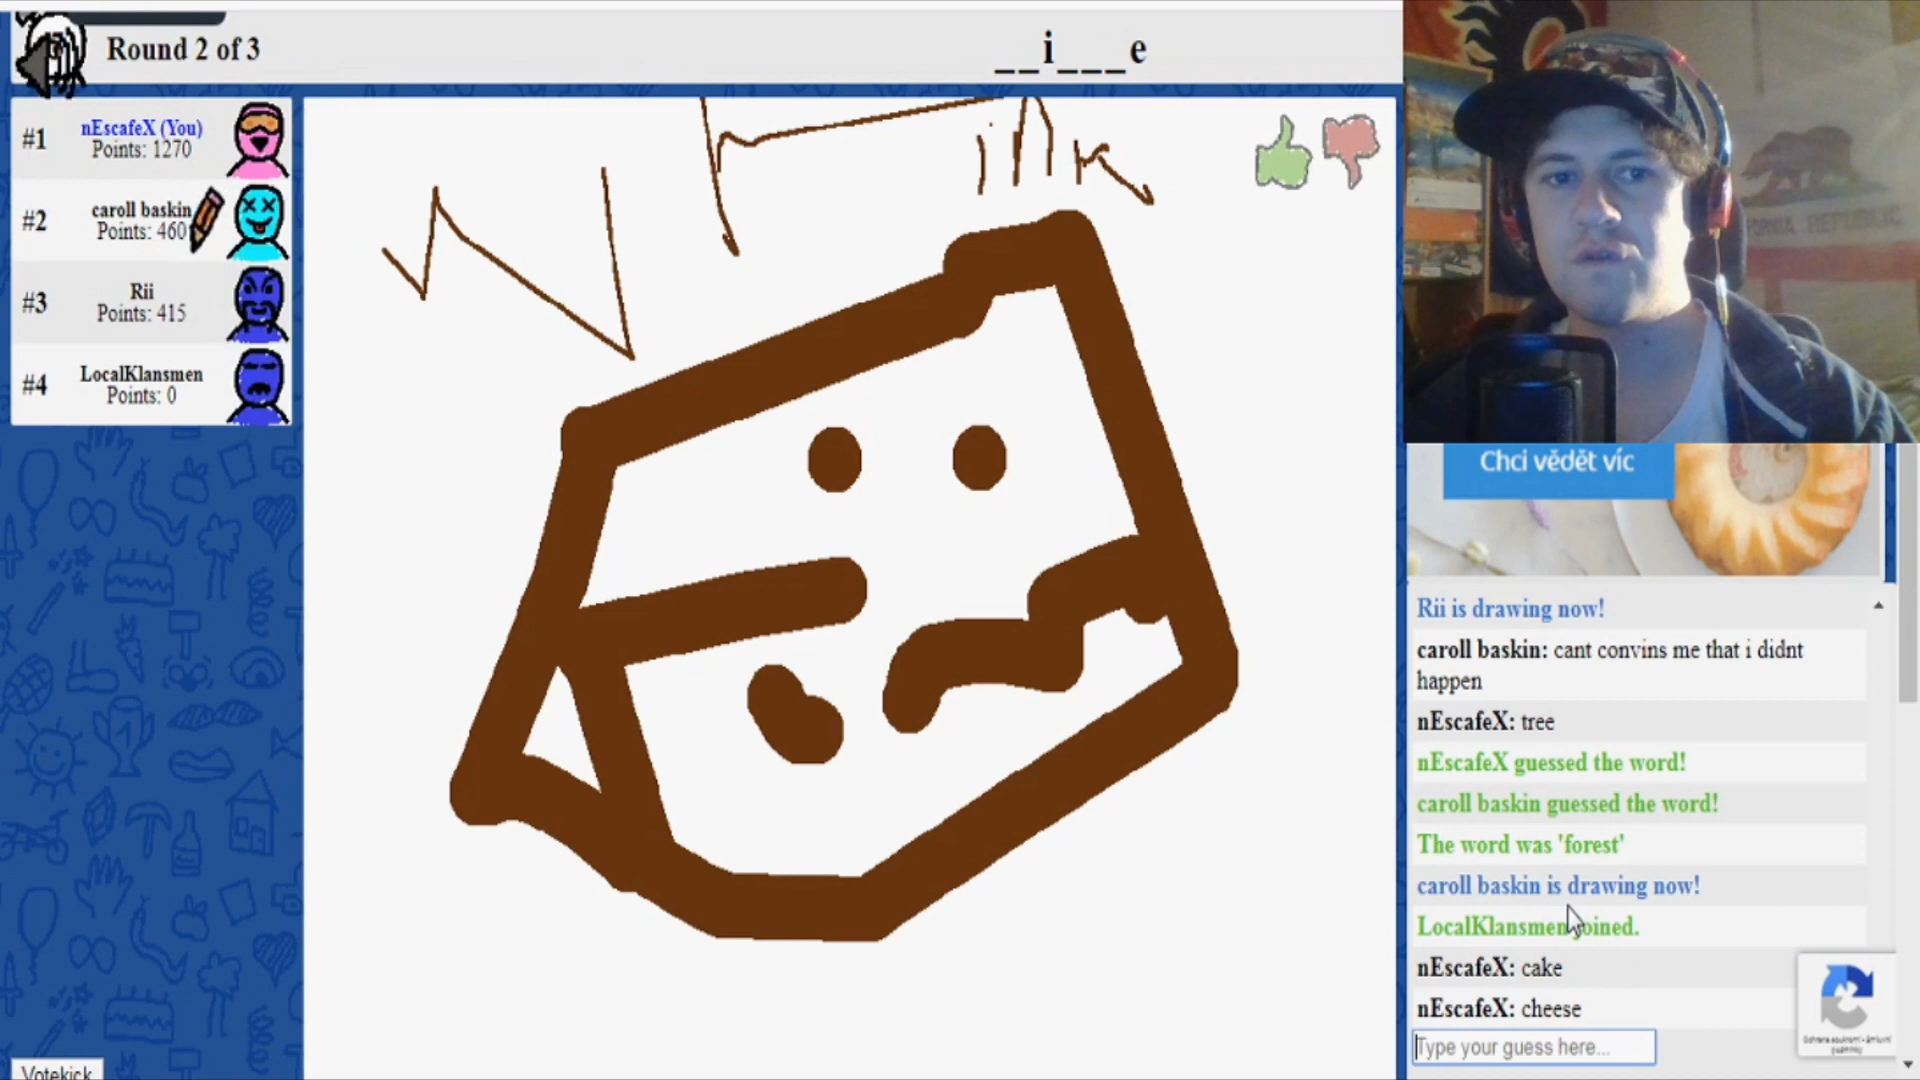 Round 2 of 3
__i___e
#1 nEscafeX (You)
Points: 1270
#2 caroll baskin
Points: 460
#3 Rii
Points: 415
#4 LocalKlansmen
Points: 0
CALIFORNIA REPUBLIC
Chci vědět víc
Rii is drawing now!
caroll baskin: cant convins me that i didnt
happen
nEscafeX: tree
nEscafeX guessed the word!
caroll baskin guessed the word!
The word was 'forest'
caroll baskin is drawing now!
LocalKlansmen joined.
nEscafeX: cake
nEscafeX: cheese
Type your guess here...
Votekick